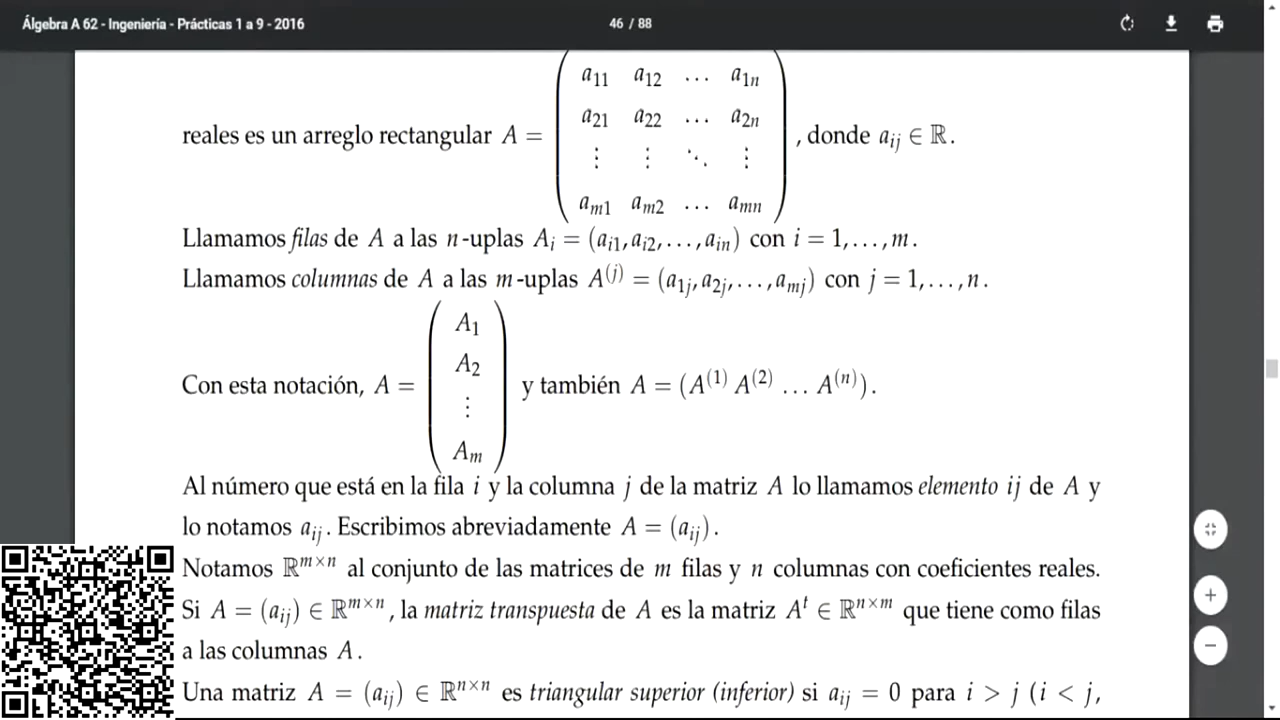 Álgebra A 62 - Ingeniería - Prácticas 1 a 9 - 2016
46 / 88
reales es un arreglo rectangular A = ( a₁₁ a₁₂ … a₁ₙ
a₂₁ a₂₂ … a₂ₙ
⋮ ⋮ ⋱ ⋮
aₘ₁ aₘ₂ … aₘₙ ) , donde aᵢⱼ ∈ ℝ.
Llamamos filas de A a las n-uplas Aᵢ = (aᵢ₁, aᵢ₂, …, aᵢₙ) con i = 1, …, m.
Llamamos columnas de A a las m-uplas A⁽ʲ⁾ = (a₁ⱼ, a₂ⱼ, …, aₘⱼ) con j = 1, …, n.
Con esta notación, A = ( A₁
A₂
⋮
Aₘ ) y también A = (A⁽¹⁾ A⁽²⁾ … A⁽ⁿ⁾).
Al número que está en la fila i y la columna j de la matriz A lo llamamos elemento ij de A y
lo notamos aᵢⱼ. Escribimos abreviadamente A = (aᵢⱼ).
Notamos ℝᵐˣⁿ al conjunto de las matrices de m filas y n columnas con coeficientes reales.
Si A = (aᵢⱼ) ∈ ℝᵐˣⁿ, la matriz transpuesta de A es la matriz Aᵗ ∈ ℝⁿˣᵐ que tiene como filas
a las columnas A.
Una matriz A = (aᵢⱼ) ∈ ℝⁿˣⁿ es triangular superior (inferior) si aᵢⱼ = 0 para i > j (i < j,